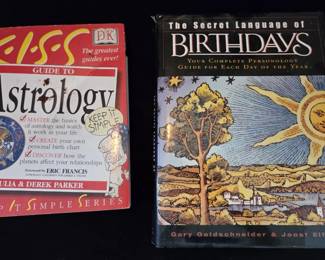 K·I·S·S
DK
The greatest
guides ever!
GUIDE TO
Astrology
KEEP IT
SIMPLE
MASTER the basics
of astrology and watch
it work in your life
CREATE your own
personal birth chart
DISCOVER how the
planets affect your relationships
Foreword by ERIC FRANCIS
JULIA & DEREK PARKER
IT SIMPLE SERIES
The Secret Language of
BIRTHDAYS
YOUR COMPLETE PERSONOLOGY
GUIDE FOR EACH DAY OF THE YEAR
Gary Goldschneider & Joost